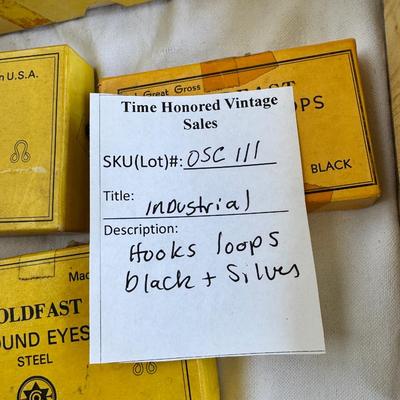 n U.S.A.
Great Gross
FAST
OPS
BLACK
Time Honored Vintage
Sales
SKU(Lot)#: OSC 111
Title: Industrial
Description:
Hooks loops
black + Silver
Mad
OLDFAST
OUND EYES
STEEL